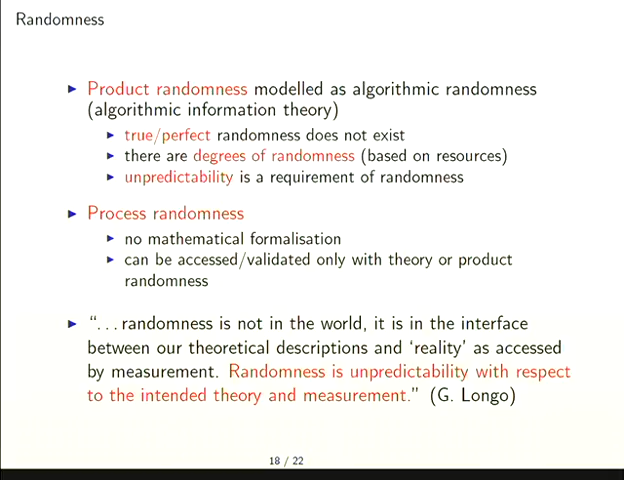 Randomness
▶ Product randomness modelled as algorithmic randomness
(algorithmic information theory)
▶ true/perfect randomness does not exist
▶ there are degrees of randomness (based on resources)
▶ unpredictability is a requirement of randomness
▶ Process randomness
▶ no mathematical formalisation
▶ can be accessed/validated only with theory or product
randomness
▶ “. . . randomness is not in the world, it is in the interface
between our theoretical descriptions and ‘reality’ as accessed
by measurement. Randomness is unpredictability with respect
to the intended theory and measurement.” (G. Longo)
18 / 22